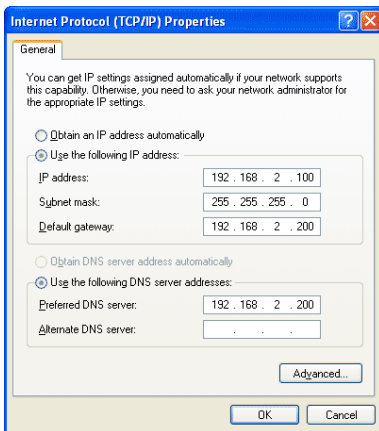 Internet Protocol (TCP/IP) Properties
General
You can get IP settings assigned automatically if your network supports
this capability. Otherwise, you need to ask your network administrator for
the appropriate IP settings.
Obtain an IP address automatically
Use the following IP address:
IP address: 192 . 168 . 2 . 100
Subnet mask: 255 . 255 . 255 . 0
Default gateway: 192 . 168 . 2 . 200
Obtain DNS server address automatically
Use the following DNS server addresses:
Preferred DNS server: 192 . 168 . 2 . 200
Alternate DNS server: . . .
Advanced...
OK Cancel